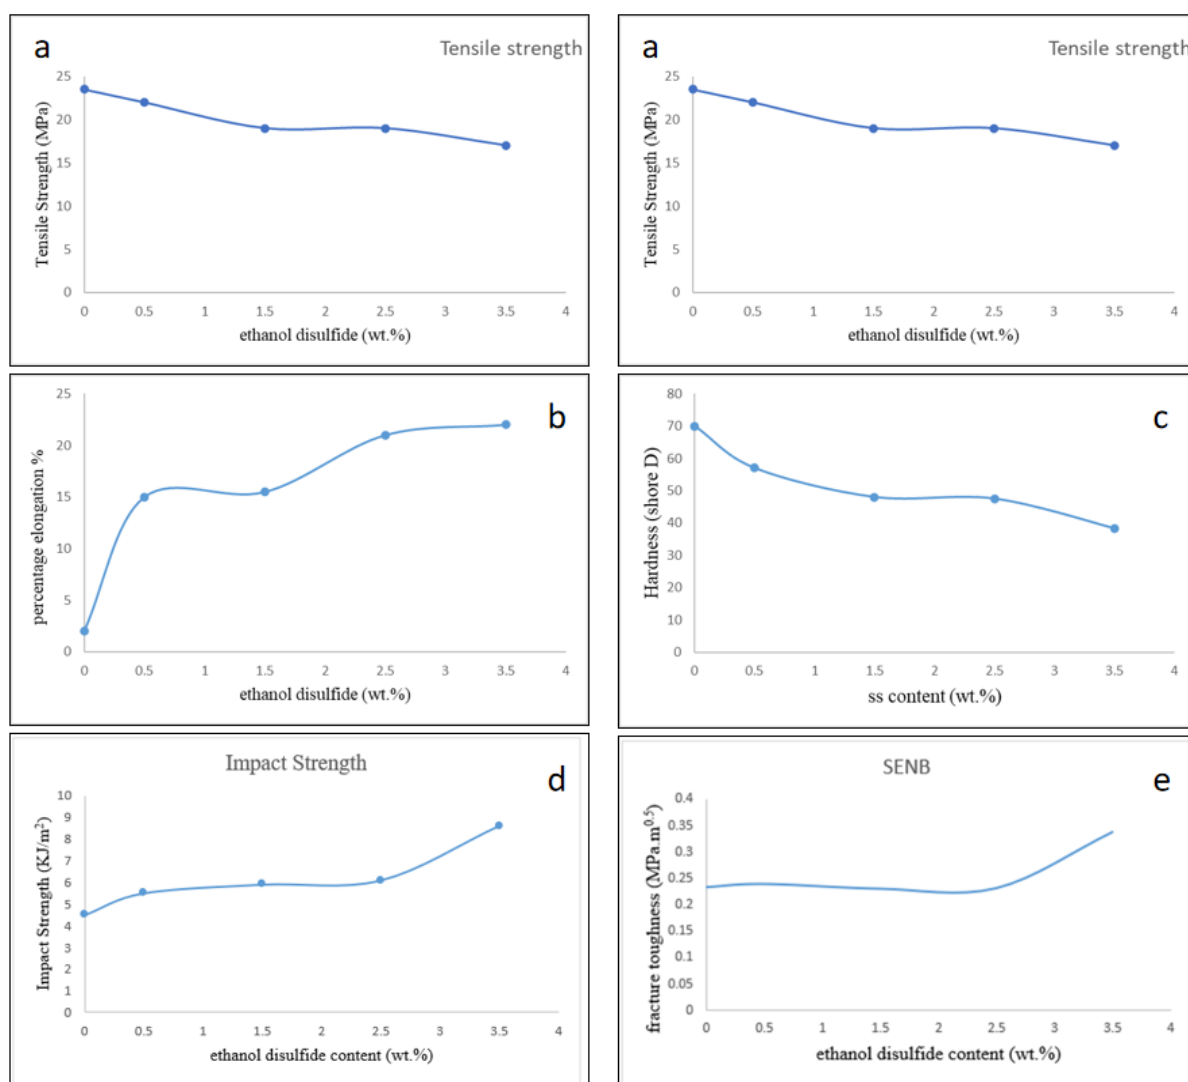 a
Tensile strength
Tensile Strength (MPa)
25
20
15
10
5
0
0 0.5 1 1.5 2 2.5 3 3.5 4
ethanol disulfide (wt.%)
a
Tensile strength
Tensile Strength (MPa)
25
20
15
10
5
0
0 0.5 1 1.5 2 2.5 3 3.5 4
ethanol disulfide (wt.%)
b
percentage elongation %
25
20
15
10
5
0
0 0.5 1 1.5 2 2.5 3 3.5 4
ethanol disulfide (wt.%)
c
Hardness (shore D)
80
70
60
50
40
30
20
10
0
0 0.5 1 1.5 2 2.5 3 3.5 4
ss content (wt.%)
Impact Strength
d
Impact Strength (KJ/m²)
10
9
8
7
6
5
4
3
2
1
0
0 0.5 1 1.5 2 2.5 3 3.5 4
ethanol disulfide content (wt.%)
SENB
e
fracture toughness (MPa.m⁰·⁵)
0.4
0.35
0.3
0.25
0.2
0.15
0.1
0.05
0
0 0.5 1 1.5 2 2.5 3 3.5 4
ethanol disulfide content (wt.%)